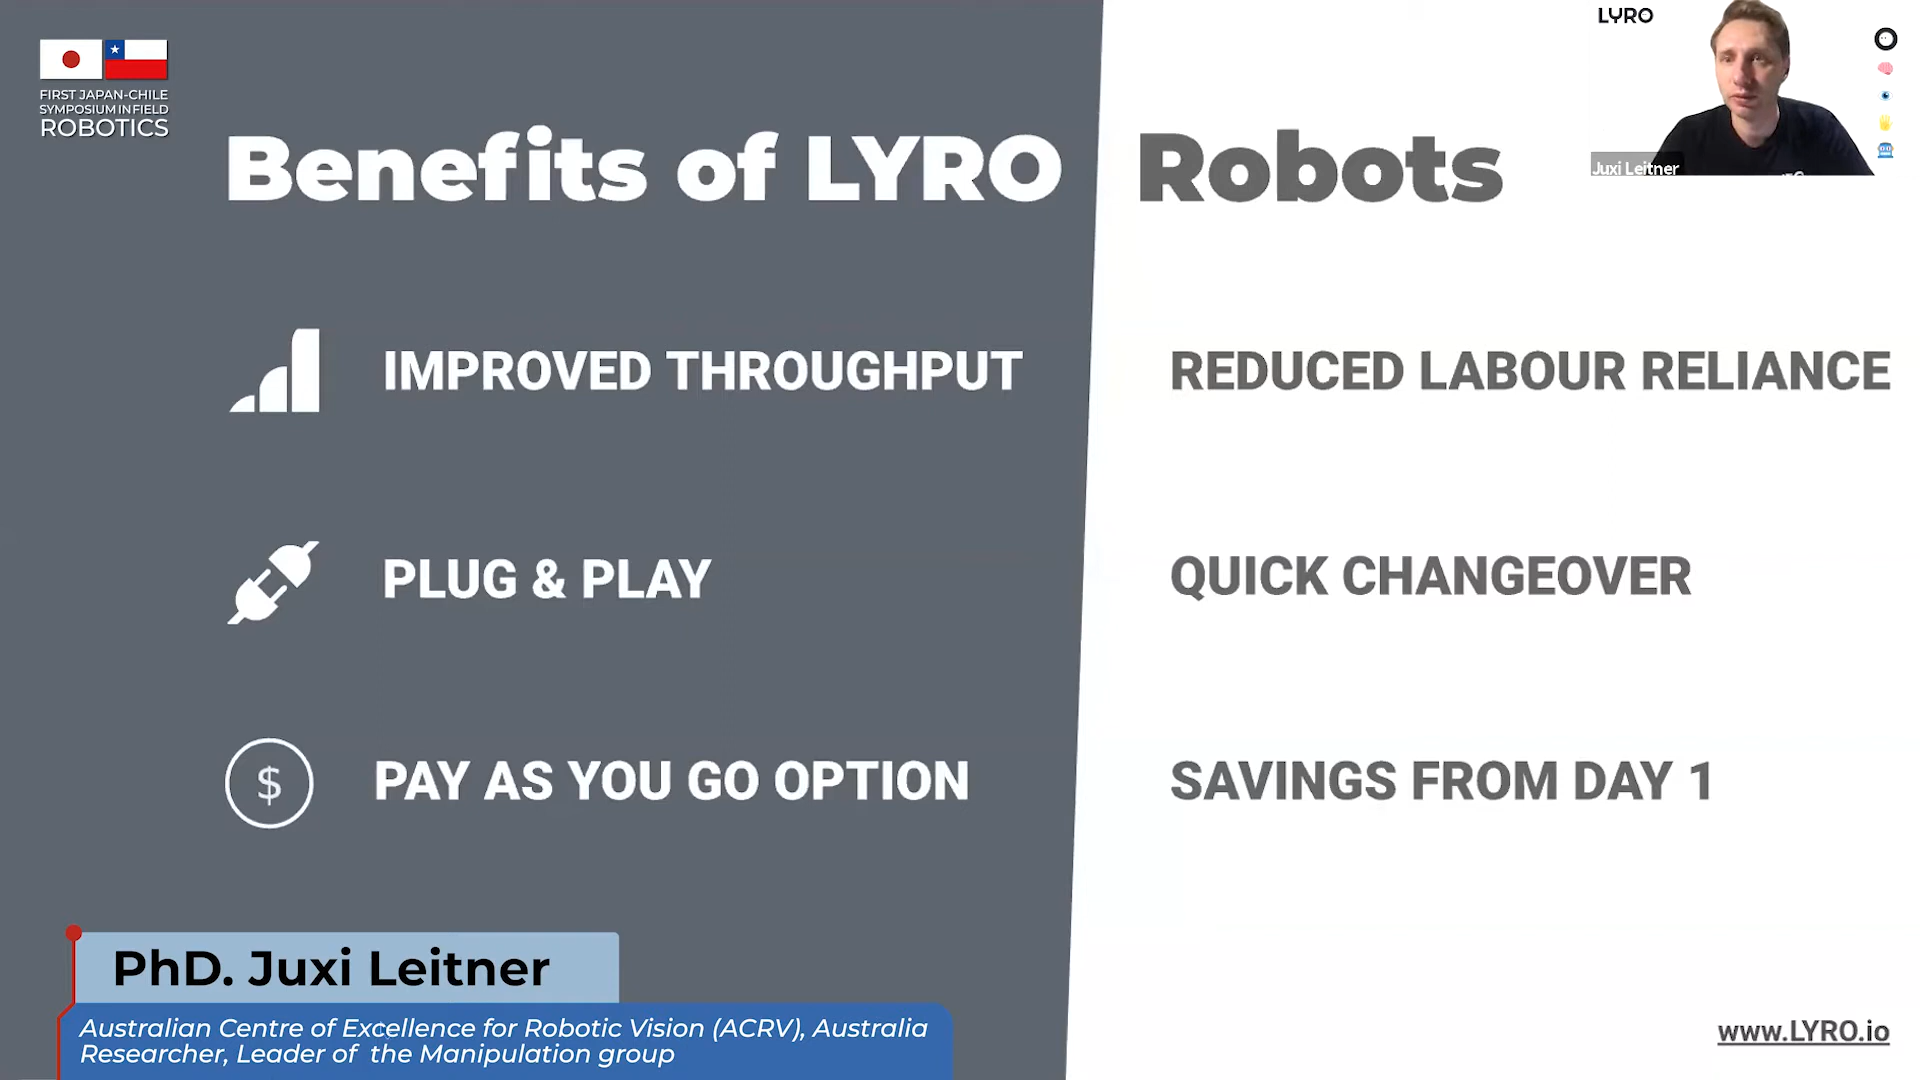 FIRST JAPAN-CHILE
SYMPOSIUM IN FIELD
ROBOTICS
LYRO
Juxi Leitner
Benefits of LYRO Robots
IMPROVED THROUGHPUT
REDUCED LABOUR RELIANCE
PLUG & PLAY
QUICK CHANGEOVER
$
PAY AS YOU GO OPTION
SAVINGS FROM DAY 1
PhD. Juxi Leitner
Australian Centre of Excellence for Robotic Vision (ACRV), Australia
Researcher, Leader of the Manipulation group
www.LYRO.io